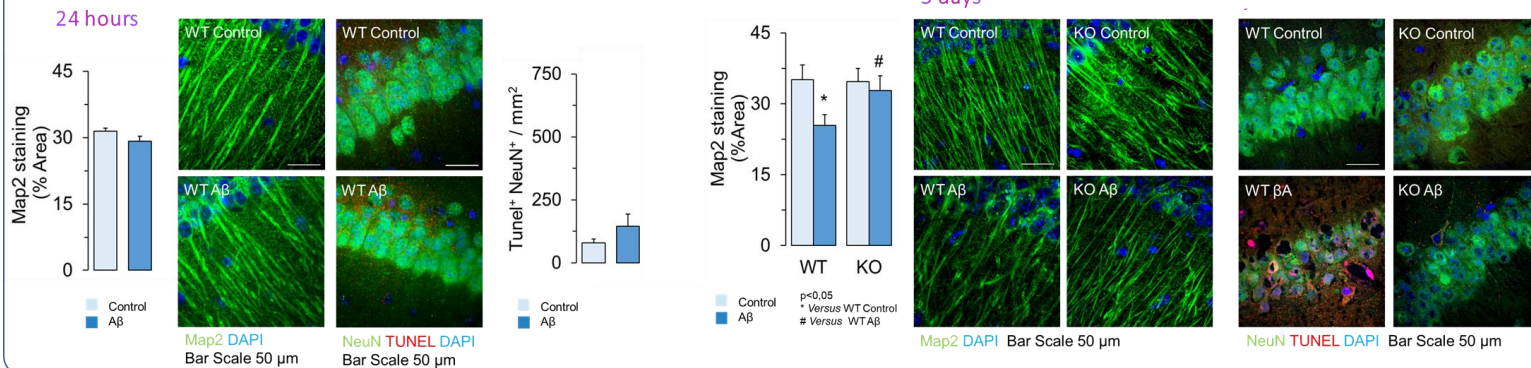 24 hours
45
30
15
0
Map2 staining
(% Area)
Control
Aβ
WT Control
WT Aβ
Map2 DAPI
Bar Scale 50 µm
WT Control
WT Aβ
NeuN TUNEL DAPI
Bar Scale 50 µm
750
500
250
0
Tunel+ NeuN+ / mm2
Control
Aβ
45
30
15
0
Map2 staining
(%Area)
*
#
WT KO
Control
Aβ
p<0,05
* Versus WT Control
# Versus WT Aβ
days
WT Control
KO Control
WT Aβ
KO Aβ
Map2 DAPI Bar Scale 50 µm
WT Control
KO Control
WT βA
KO Aβ
NeuN TUNEL DAPI Bar Scale 50 µm